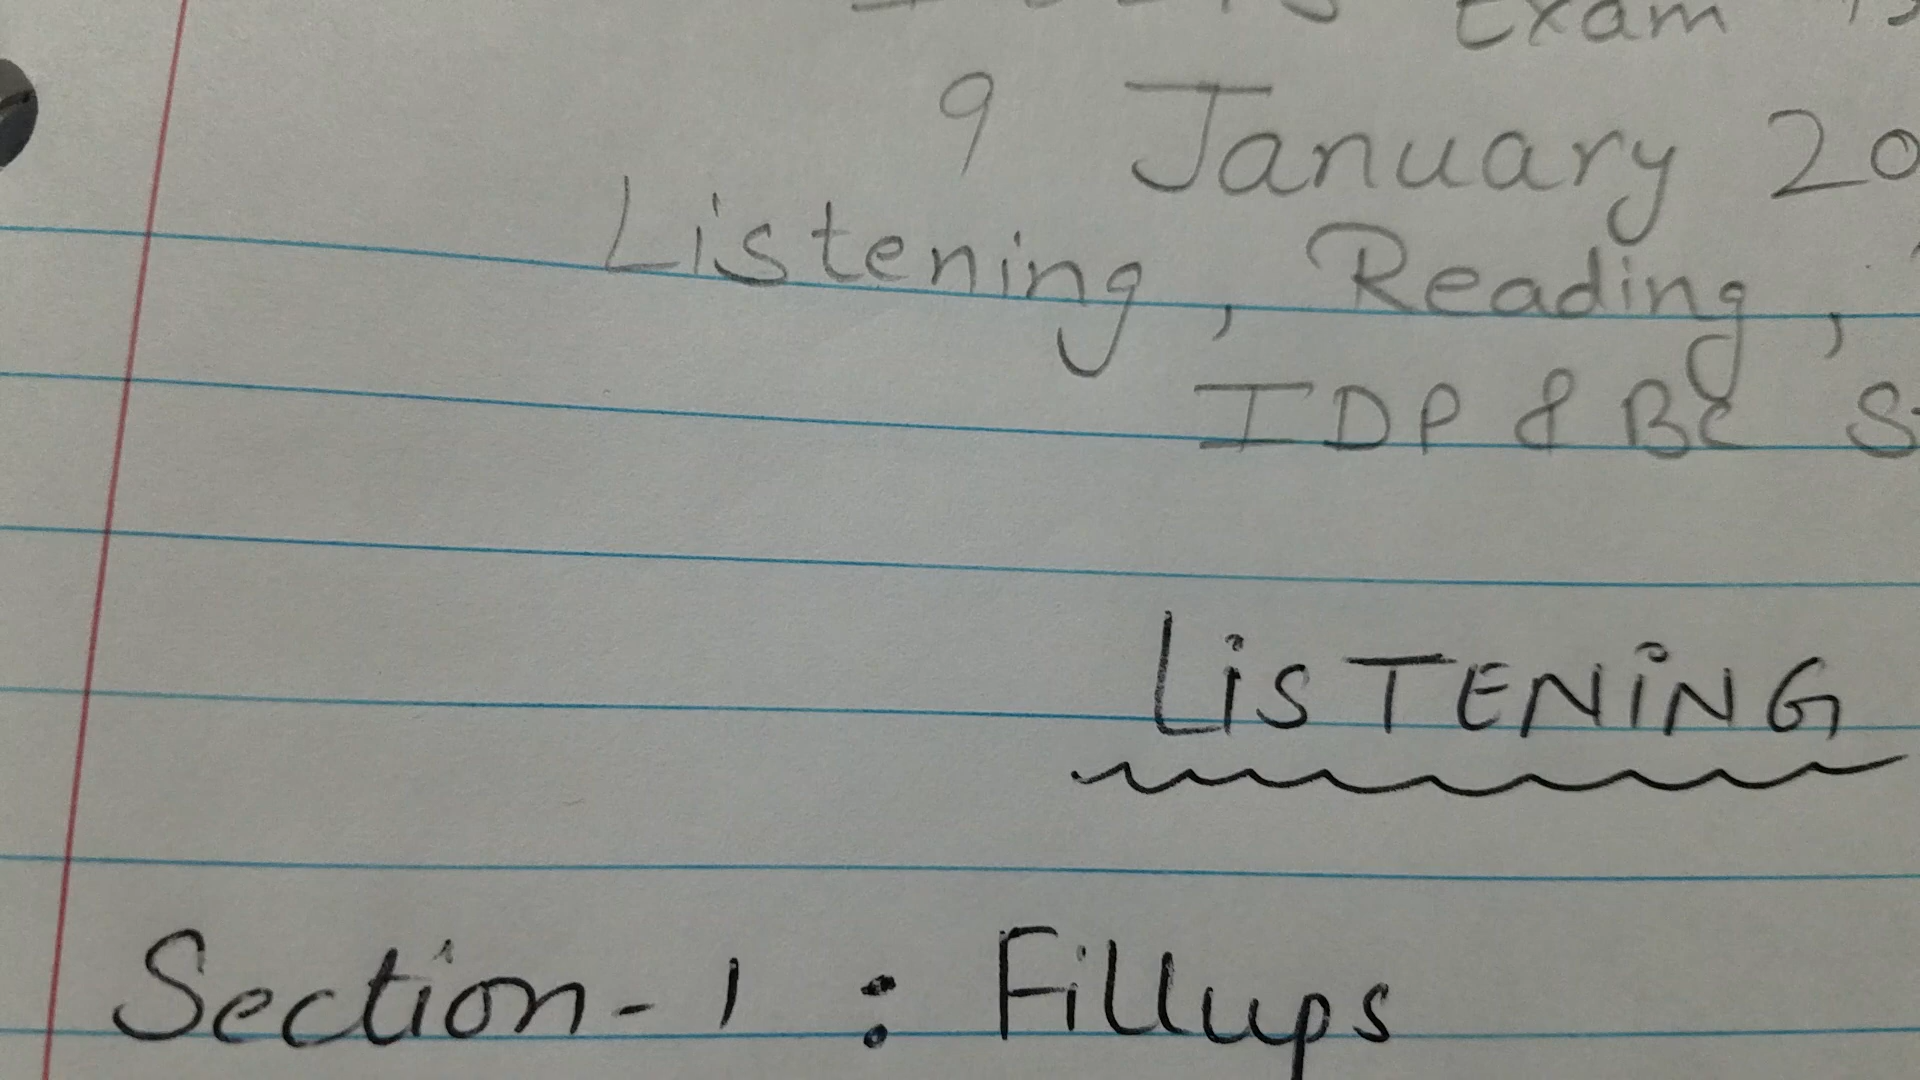 Exam
9 January 20
Listening, Reading,
IDP & BC
LiSTENiNG
Section-1 : Fillups